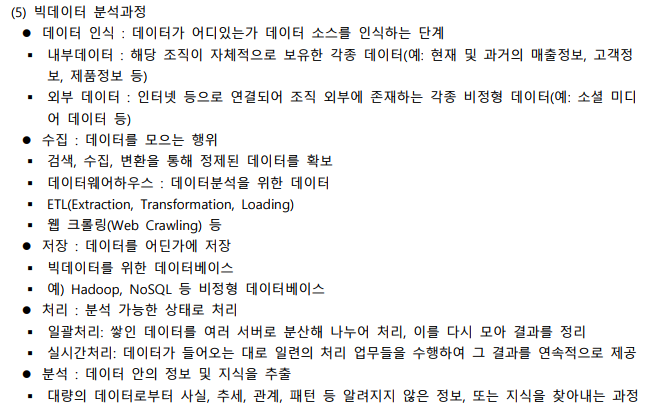 (5) 빅데이터 분석과정
● 데이터 인식 : 데이터가 어디있는가 데이터 소스를 인식하는 단계
▪ 내부데이터 : 해당 조직이 자체적으로 보유한 각종 데이터(예: 현재 및 과거의 매출정보, 고객정
보, 제품정보 등)
▪ 외부 데이터 : 인터넷 등으로 연결되어 조직 외부에 존재하는 각종 비정형 데이터(예: 소셜 미디
어 데이터 등)
● 수집 : 데이터를 모으는 행위
▪ 검색, 수집, 변환을 통해 정제된 데이터를 확보
▪ 데이터웨어하우스 : 데이터분석을 위한 데이터
▪ ETL(Extraction, Transformation, Loading)
▪ 웹 크롤링(Web Crawling) 등
● 저장 : 데이터를 어딘가에 저장
▪ 빅데이터를 위한 데이터베이스
▪ 예) Hadoop, NoSQL 등 비정형 데이터베이스
● 처리 : 분석 가능한 상태로 처리
▪ 일괄처리: 쌓인 데이터를 여러 서버로 분산해 나누어 처리, 이를 다시 모아 결과를 정리
▪ 실시간처리: 데이터가 들어오는 대로 일련의 처리 업무들을 수행하여 그 결과를 연속적으로 제공
● 분석 : 데이터 안의 정보 및 지식을 추출
▪ 대량의 데이터로부터 사실, 추세, 관계, 패턴 등 알려지지 않은 정보, 또는 지식을 찾아내는 과정